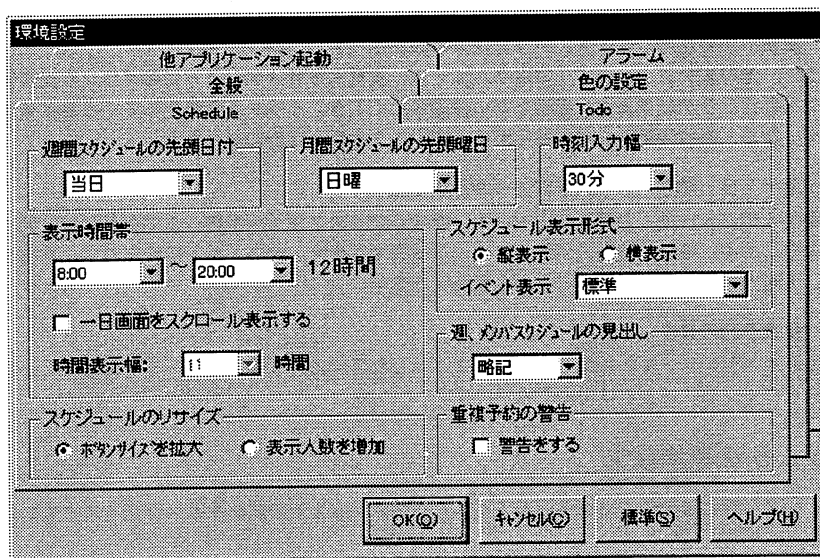 環境設定
他アプリケーション起動
アラーム
全般
色の設定
Schedule
Todo
週間スケジュールの先頭日付
月間スケジュールの先頭曜日
時刻入力幅
当日
日曜
30分
表示時間帯
8:00 ~ 20:00 12時間
スケジュール表示形式
縦表示 横表示
イベント表示 標準
一日画面をスクロール表示する
時間表示幅: 11 時間
週、メンバスケジュールの見出し
略記
スケジュールのリサイズ
ボタンサイズを拡大 表示人数を増加
重複予約の警告
警告をする
OK(O) キャンセル(C) 標準(S) ヘルプ(H)